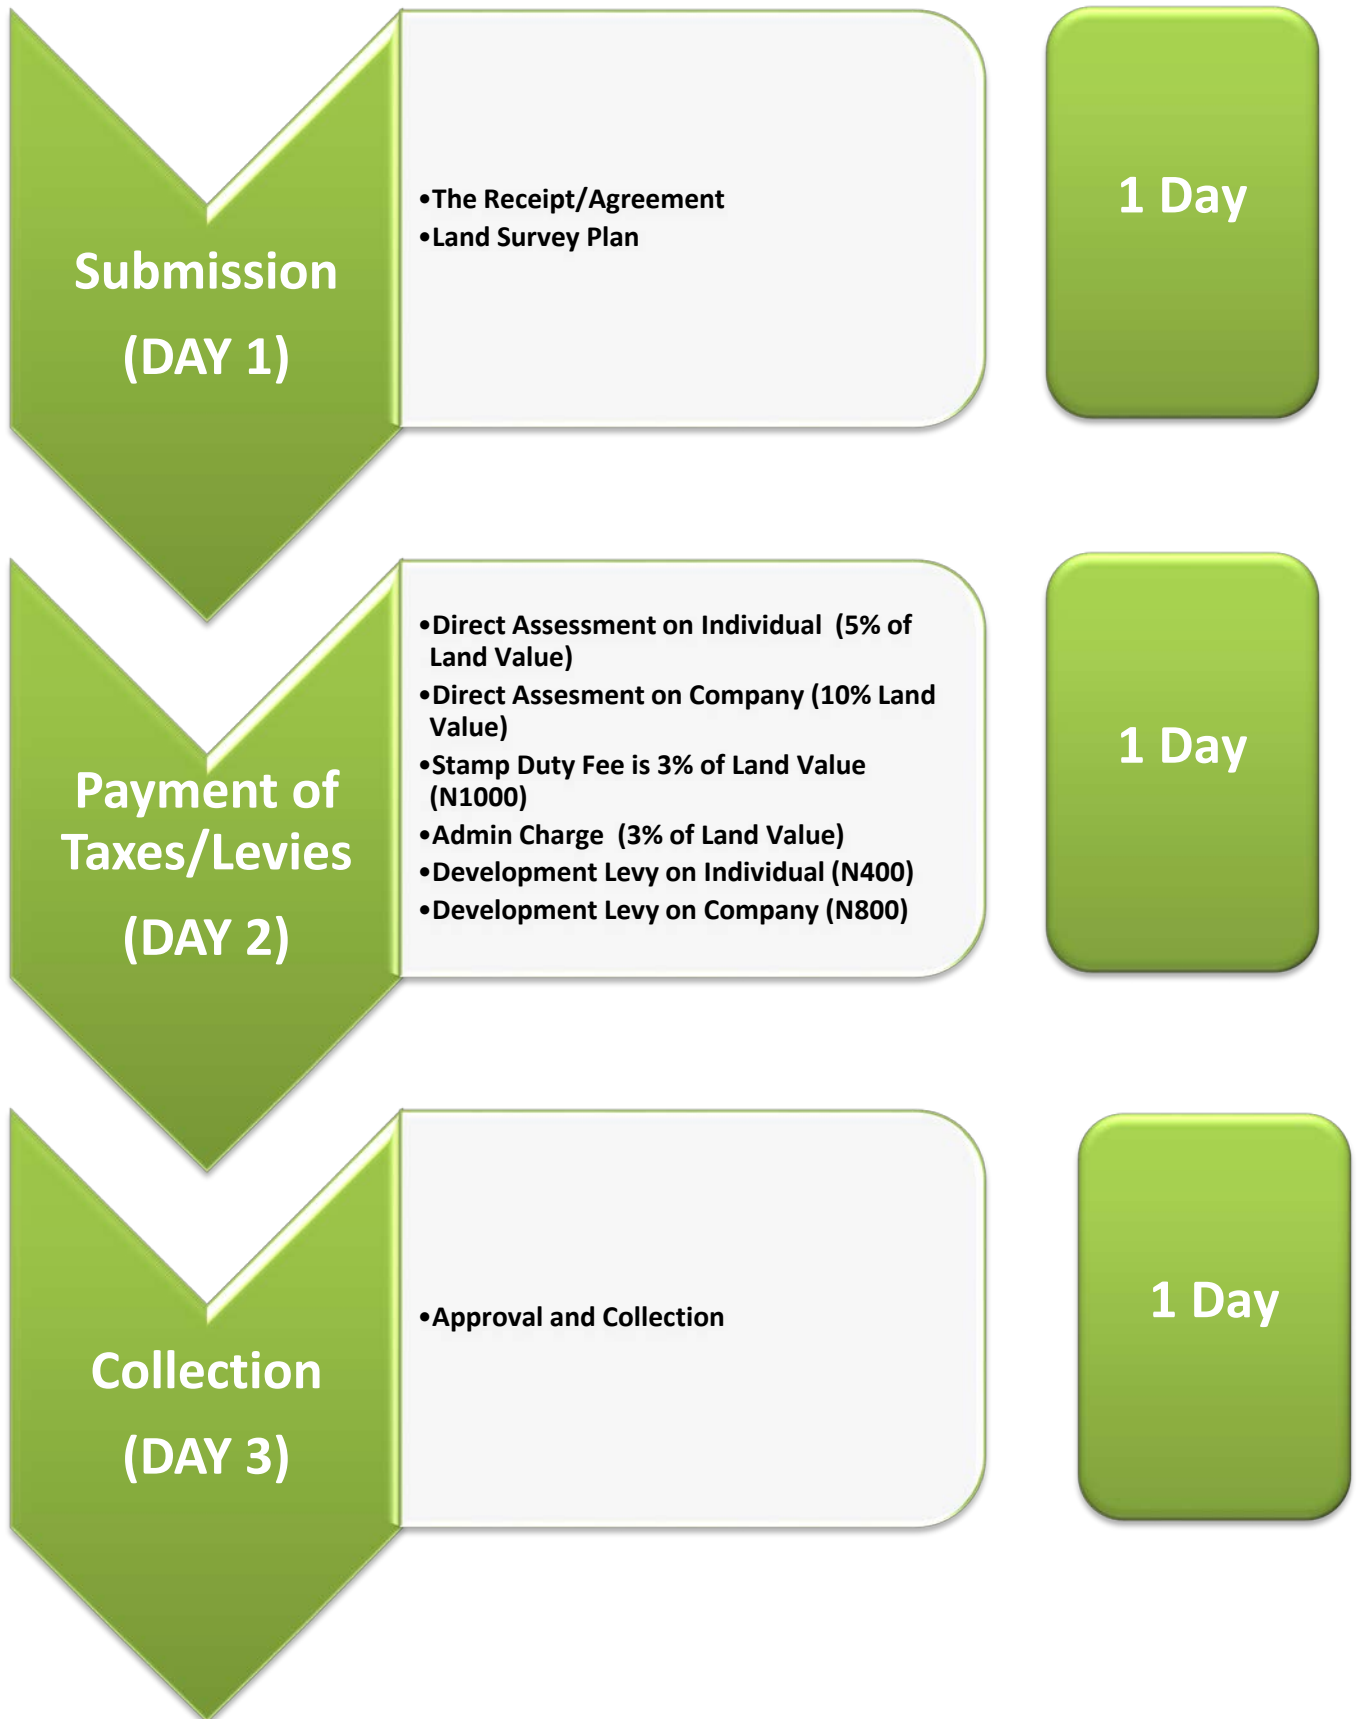 Submission
(DAY 1)
•The Receipt/Agreement
•Land Survey Plan
1 Day
Payment of
Taxes/Levies
(DAY 2)
•Direct Assessment on Individual  (5% of
Land Value)
•Direct Assesment on Company (10% Land
Value)
•Stamp Duty Fee is 3% of Land Value
(N1000)
•Admin Charge  (3% of Land Value)
•Development Levy on Individual (N400)
•Development Levy on Company (N800)
1 Day
Collection
(DAY 3)
•Approval and Collection
1 Day